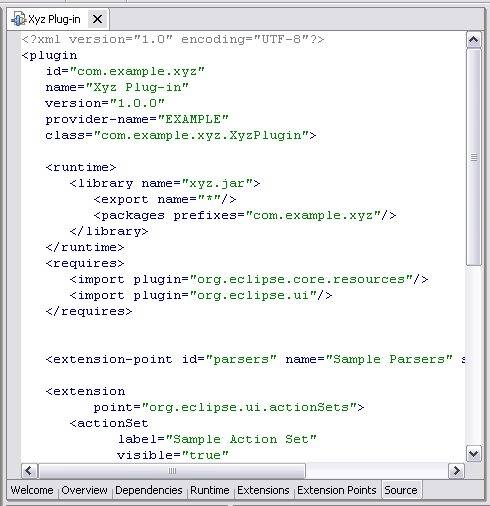 Xyz Plug-in
<?xml version="1.0" encoding="UTF-8"?>
<plugin
   id="com.example.xyz"
   name="Xyz Plug-in"
   version="1.0.0"
   provider-name="EXAMPLE"
   class="com.example.xyz.XyzPlugin">

   <runtime>
      <library name="xyz.jar">
         <export name="*"/>
         <packages prefixes="com.example.xyz"/>
      </library>
   </runtime>
   <requires>
      <import plugin="org.eclipse.core.resources"/>
      <import plugin="org.eclipse.ui"/>
   </requires>


   <extension-point id="parsers" name="Sample Parsers" s

   <extension
         point="org.eclipse.ui.actionSets">
      <actionSet
            label="Sample Action Set"
            visible="true"
Welcome Overview Dependencies Runtime Extensions Extension Points Source